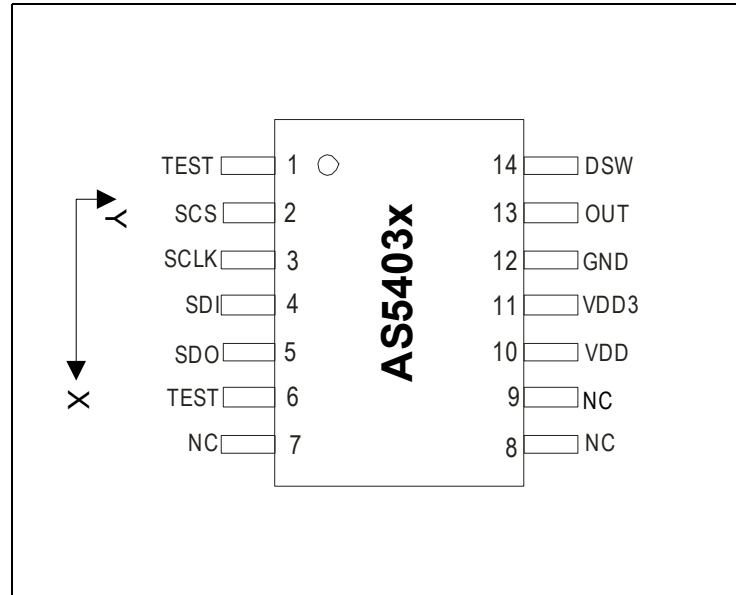 TEST 1 14 DSW
SCS 2 13 OUT
SCLK 3 12 GND
SDI 4 11 VDD3
SDO 5 10 VDD
TEST 6 9 NC
NC 7 8 NC
AS5403x
Y
X